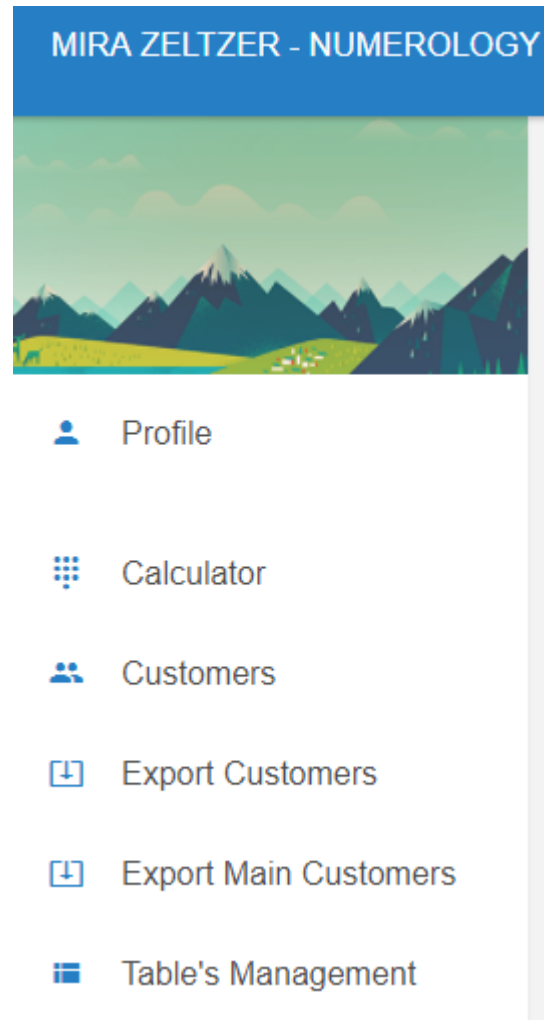 MIRA ZELTZER - NUMEROLOGY
Profile
Calculator
Customers
Export Customers
Export Main Customers
Table's Management